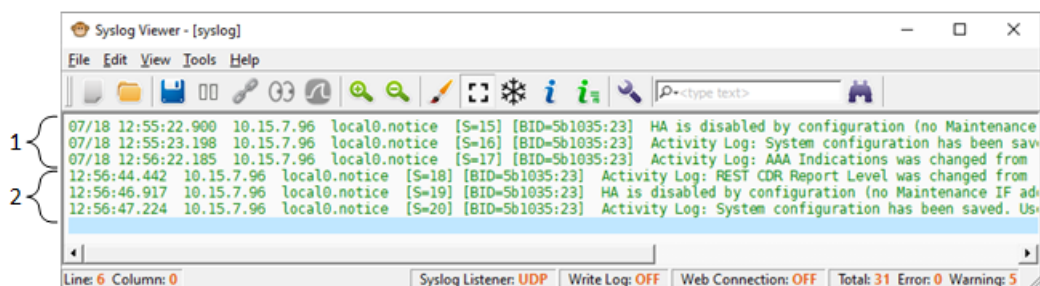 Syslog Viewer - [syslog]
File Edit View Tools Help
<type text>
1
07/18 12:55:22.900 10.15.7.96 local0.notice [S=15] [BID=5b1035:23] HA is disabled by configuration (no Maintenance
07/18 12:55:23.198 10.15.7.96 local0.notice [S=16] [BID=5b1035:23] Activity Log: System configuration has been sav
07/18 12:56:22.185 10.15.7.96 local0.notice [S=17] [BID=5b1035:23] Activity Log: AAA Indications was changed from
2
12:56:44.442 10.15.7.96 local0.notice [S=18] [BID=5b1035:23] Activity Log: REST CDR Report Level was changed from
12:56:46.917 10.15.7.96 local0.notice [S=19] [BID=5b1035:23] HA is disabled by configuration (no Maintenance IF ad
12:56:47.224 10.15.7.96 local0.notice [S=20] [BID=5b1035:23] Activity Log: System configuration has been saved. Us
Line: 6 Column: 0 Syslog Listener: UDP Write Log: OFF Web Connection: OFF Total: 31 Error: 0 Warning: 5